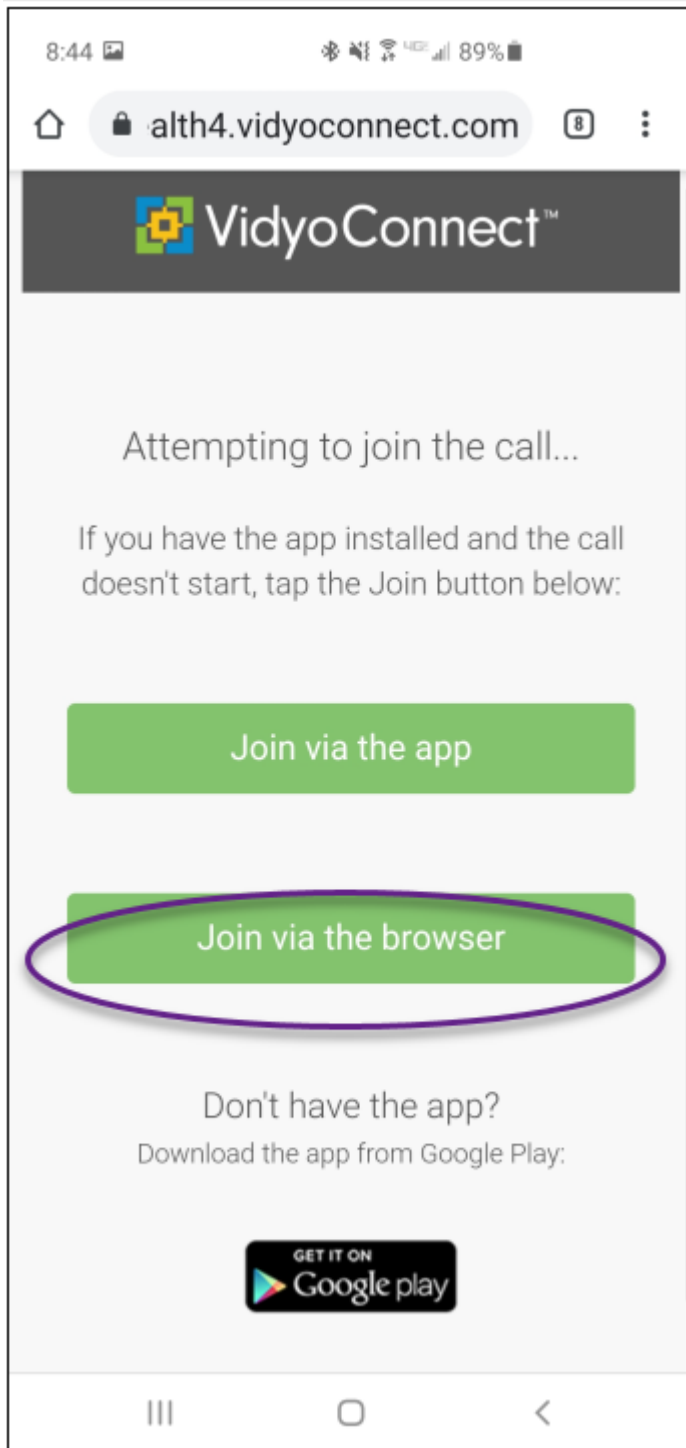 8:44 89%
alth4.vidyoconnect.com 8
VidyoConnect™
Attempting to join the call...
If you have the app installed and the call
doesn't start, tap the Join button below:
Join via the app
Join via the browser
Don't have the app?
Download the app from Google Play:
GET IT ON
Google play